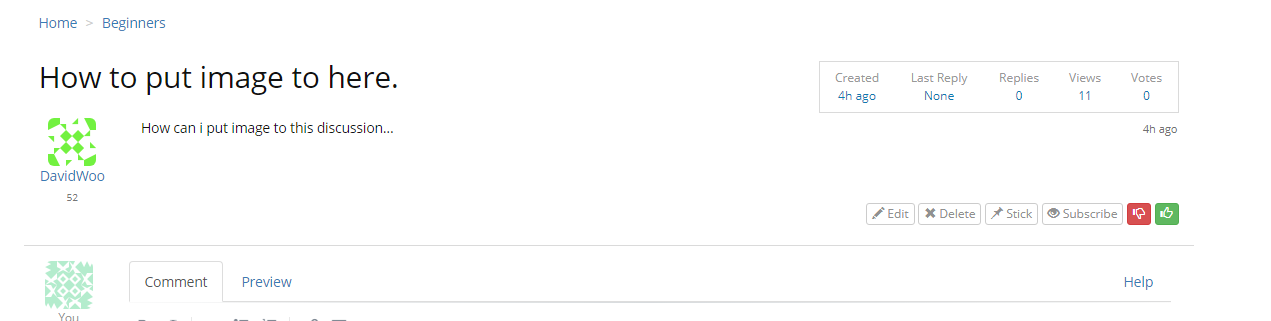 Home > Beginners
How to put image to here.
Created Last Reply Replies Views Votes
4h ago None 0 11 0
How can i put image to this discussion...
4h ago
DavidWoo
52
Edit Delete Stick Subscribe
Comment Preview Help
You